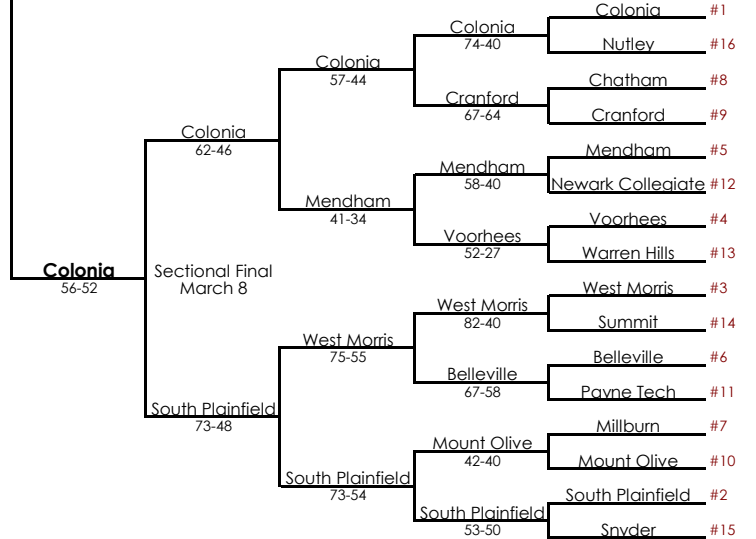 Colonia #1
Colonia
74-40
Nutley #16
Colonia
57-44
Chatham #8
Cranford
67-64
Cranford #9
Colonia
62-46
Mendham #5
Mendham
58-40
Newark Collegiate #12
Mendham
41-34
Voorhees #4
Voorhees
52-27
Warren Hills #13
Colonia
56-52
Sectional Final
March 8
West Morris #3
West Morris
82-40
Summit #14
West Morris
75-55
Belleville #6
Belleville
67-58
Payne Tech #11
South Plainfield
73-48
Millburn #7
Mount Olive
42-40
Mount Olive #10
South Plainfield
73-54
South Plainfield #2
South Plainfield
53-50
Snyder #15